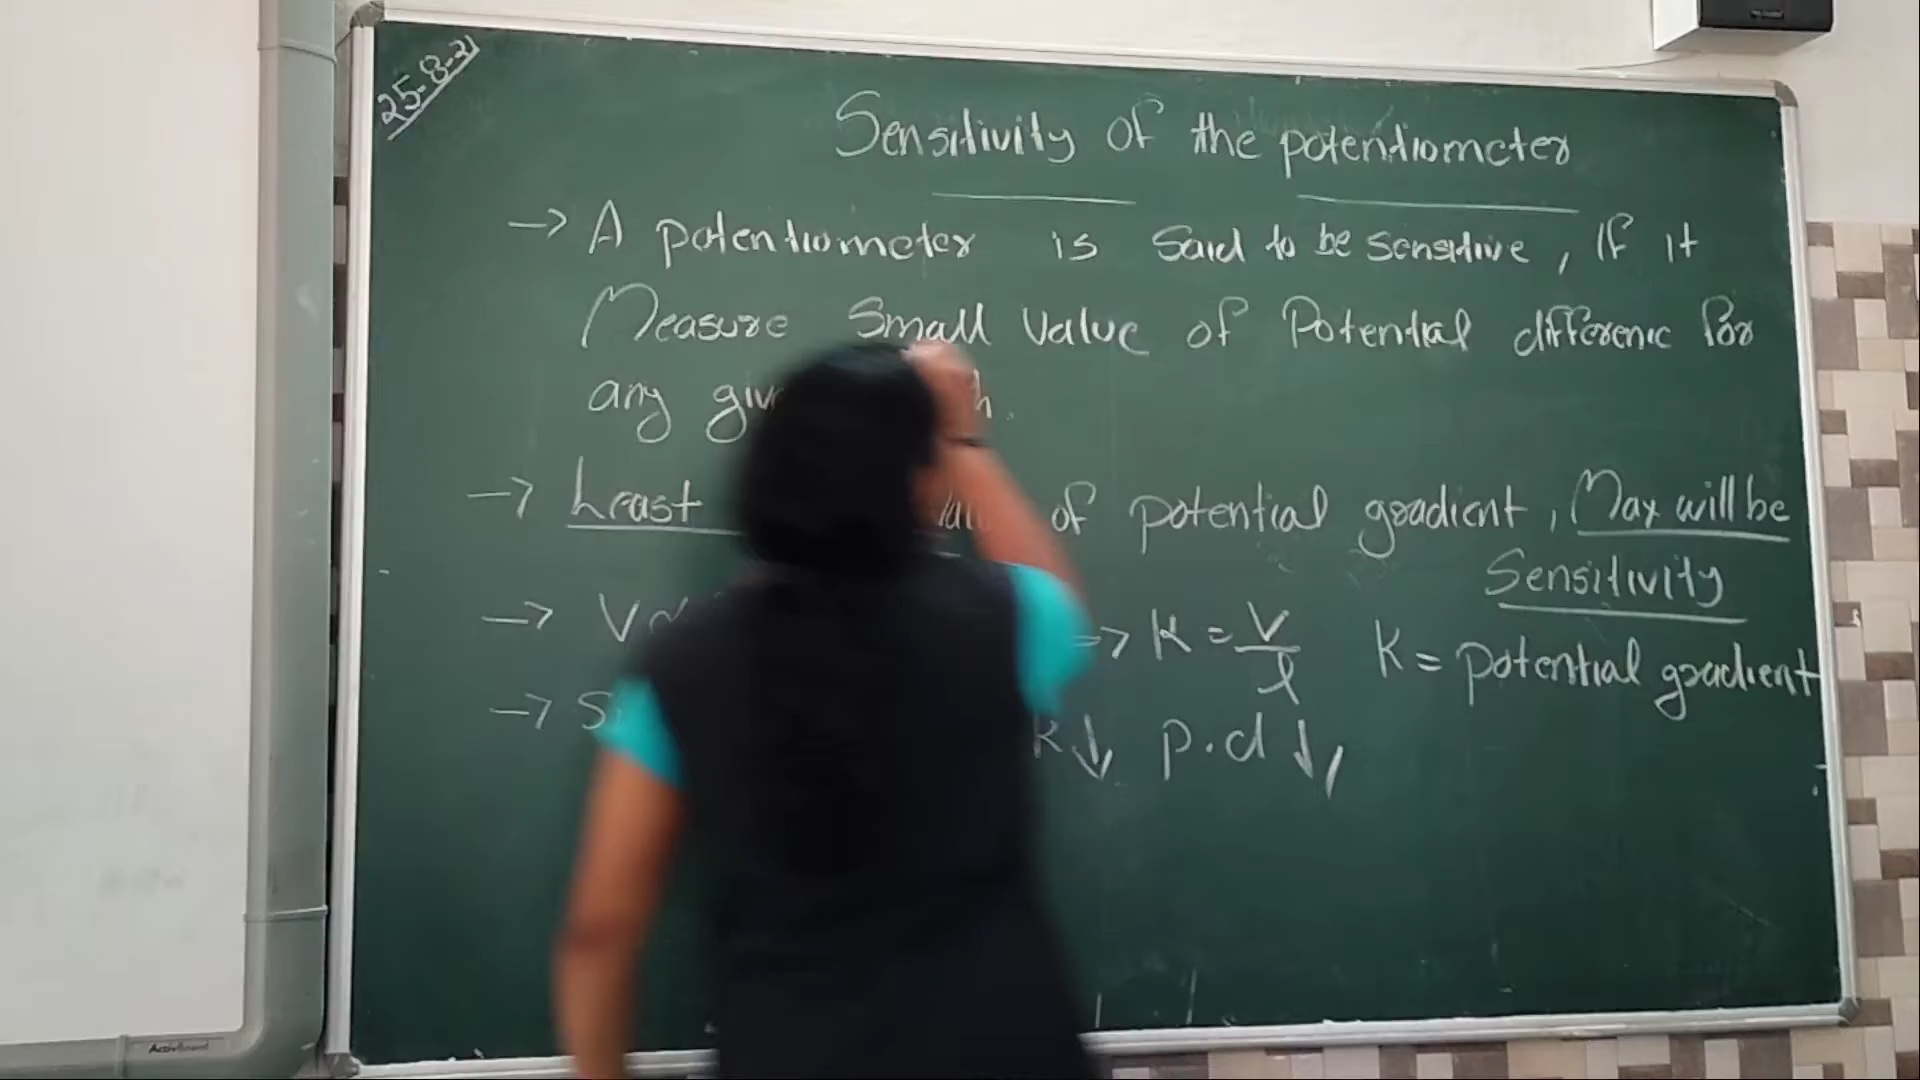 25-8-21
Sensitivity of the potentiometer
→ A potentiometer is said to be sensitive, if it
Measure small value of Potential difference for
any
→ Least of potential gradient, Max will be
Sensitivity
→ V ⇒ K = V/l K = potential gradient
→ K↓ p.d ↓
ActivBoard